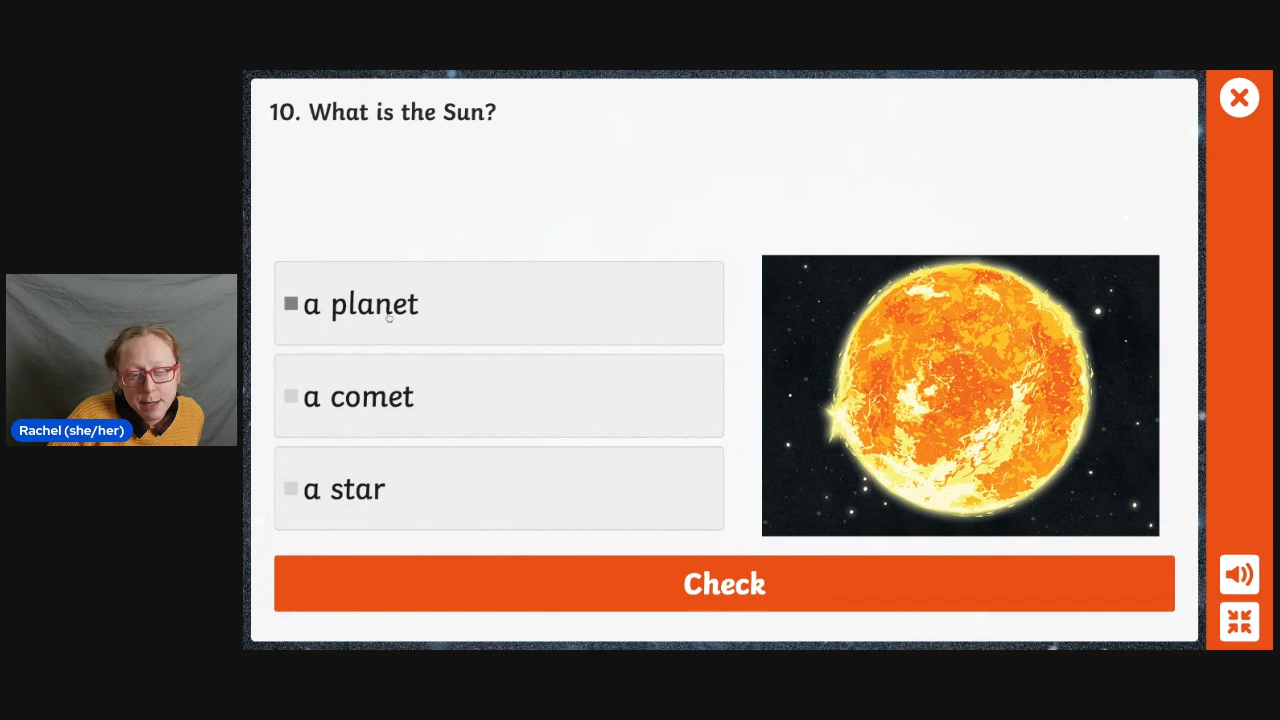 10. What is the Sun?
a planet
a comet
a star
Check
Rachel (she/her)